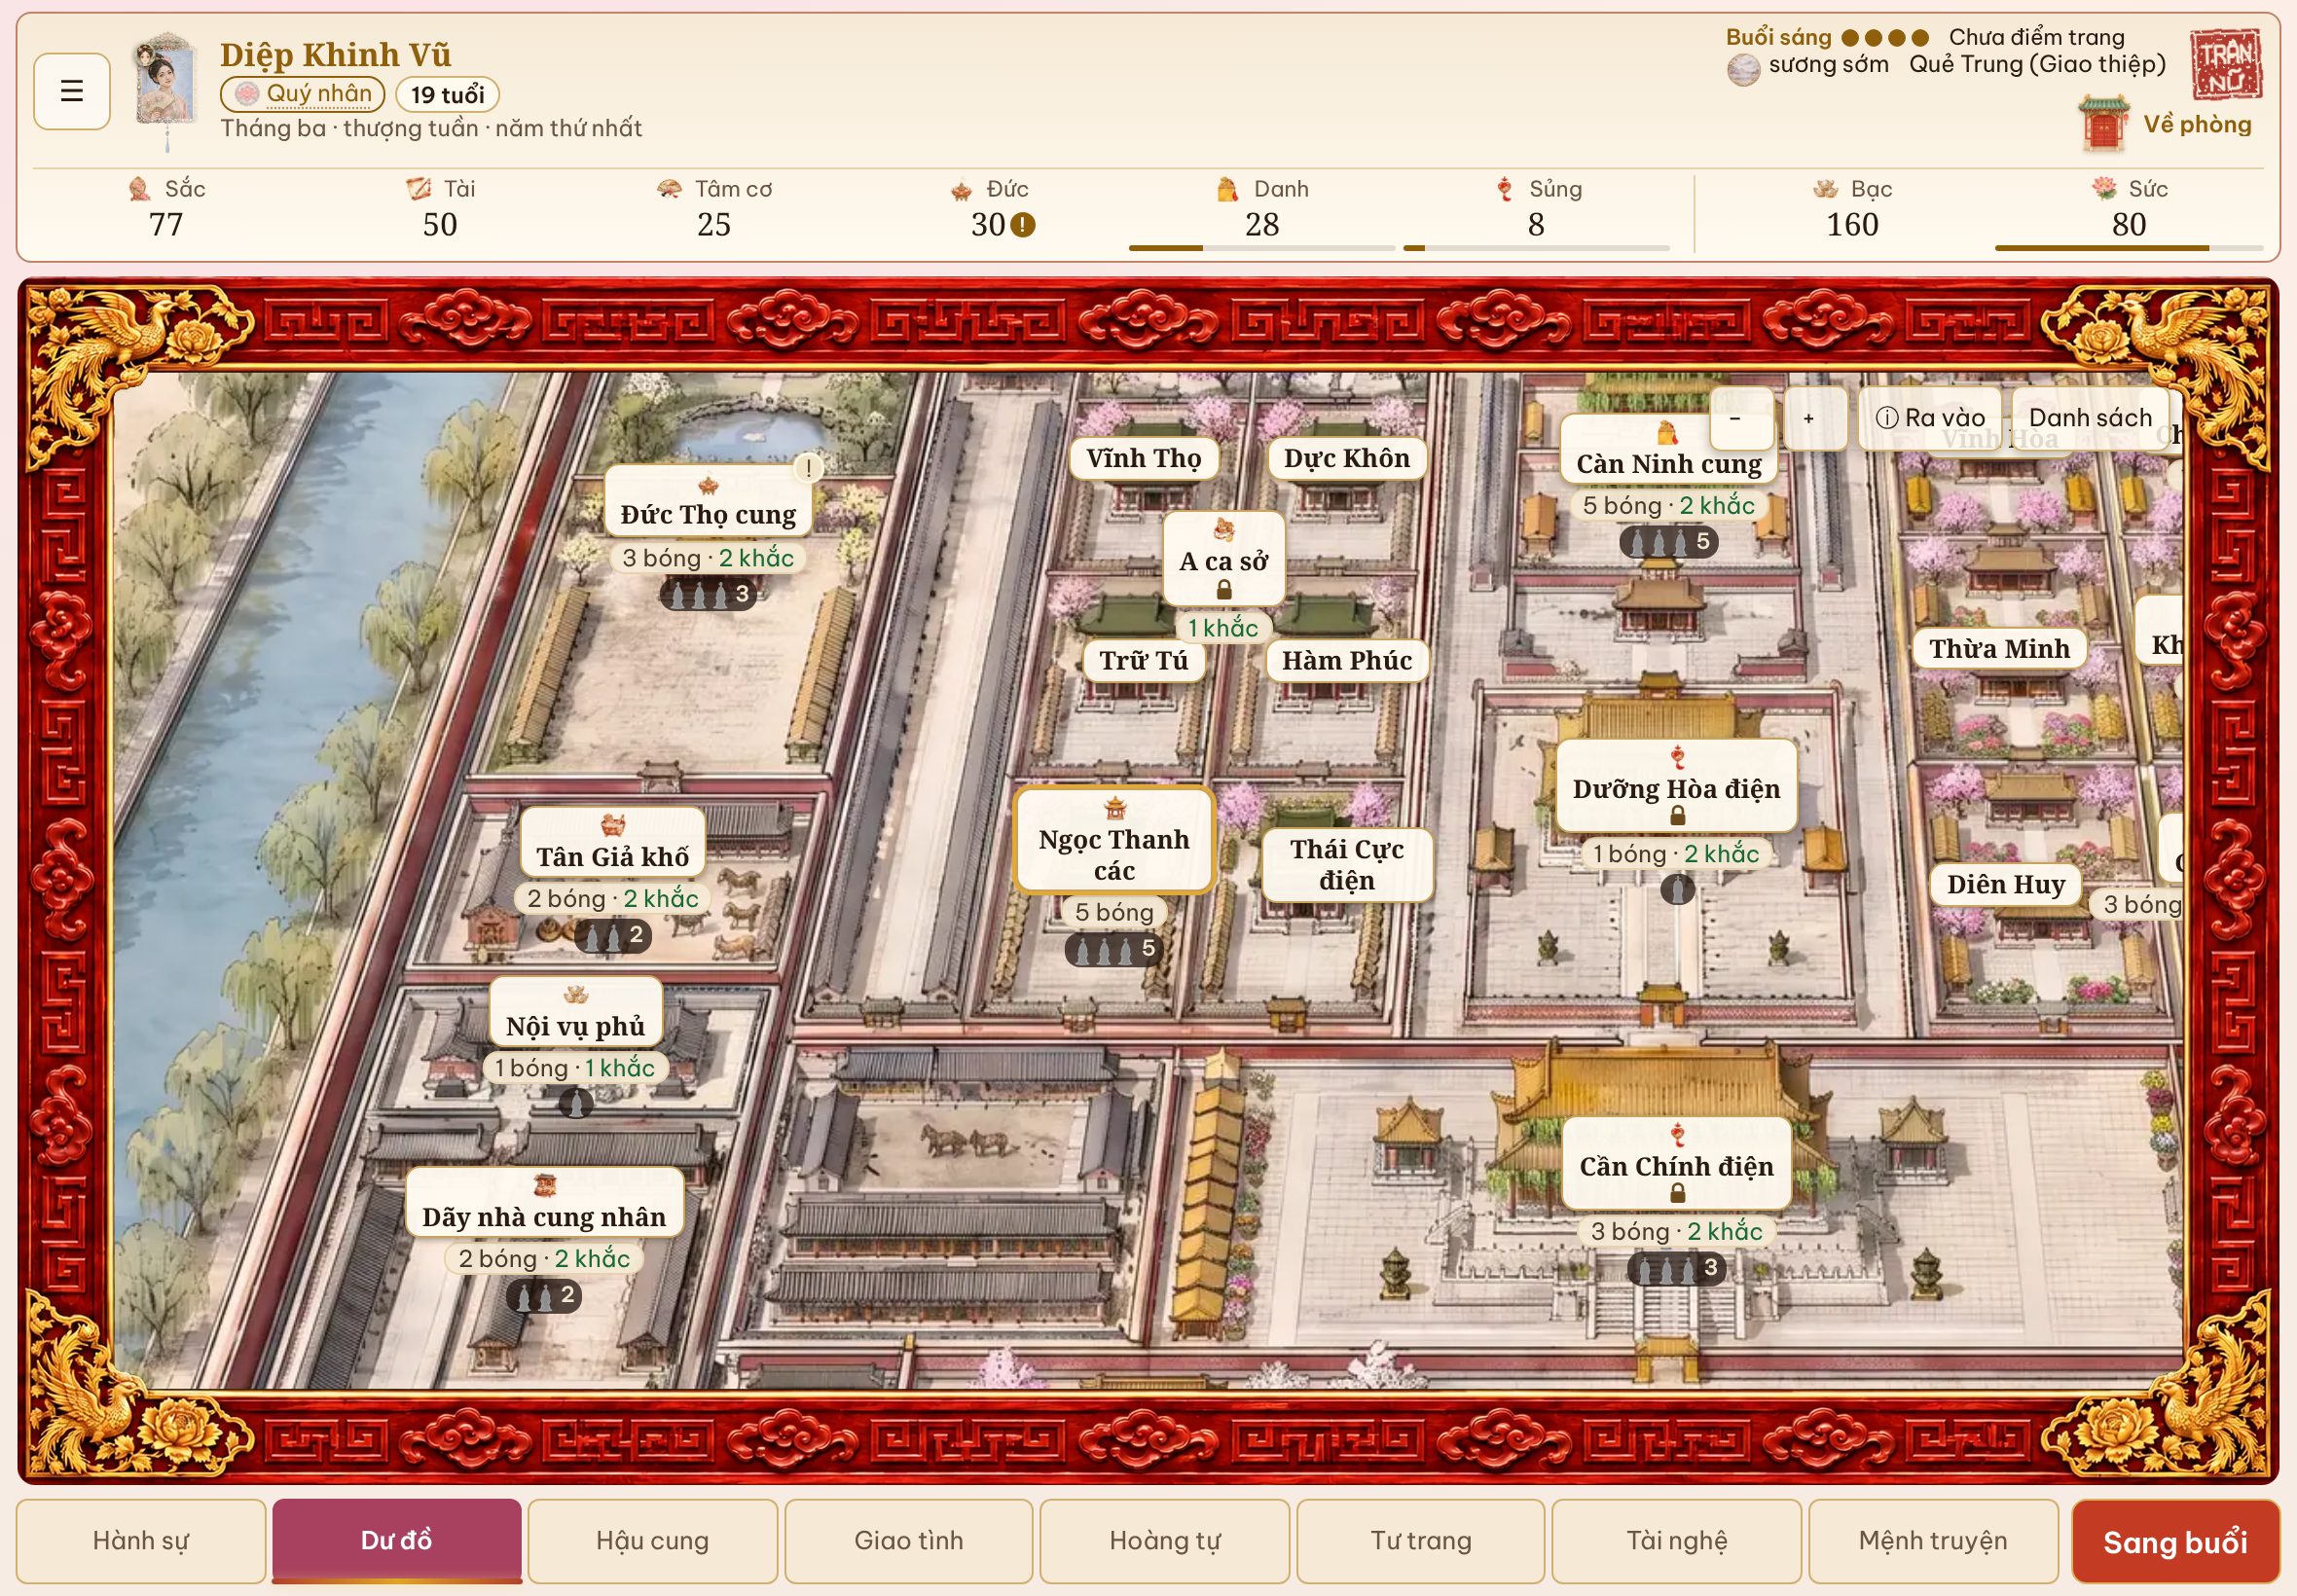 Diệp Khinh Vũ
Quý nhân 19 tuổi
Tháng ba · thượng tuần · năm thứ nhất
Buổi sáng Chưa điểm trang
sương sớm Quẻ Trung (Giao thiệp)
TRÂN
NỮ
Về phòng
Sắc
77
Tài
50
Tâm cơ
25
Đức
30 !
Danh
28
Sủng
8
Bạc
160
Sức
80
- + ⓘ Ra vào Danh sách
Vĩnh Hòa
Vĩnh Thọ
Dực Khôn
Càn Ninh cung
5 bóng · 2 khắc
5
!
Đức Thọ cung
3 bóng · 2 khắc
3
A ca sở
1 khắc
Trữ Tú
Hàm Phúc
Thừa Minh
Kh
Dưỡng Hòa điện
1 bóng · 2 khắc
Tân Giả khố
2 bóng · 2 khắc
2
Ngọc Thanh
các
5 bóng
5
Thái Cực
điện
Diên Huy
3 bóng
Nội vụ phủ
1 bóng · 1 khắc
Cần Chính điện
3 bóng · 2 khắc
3
Dãy nhà cung nhân
2 bóng · 2 khắc
2
Hành sự
Dư đồ
Hậu cung
Giao tình
Hoàng tự
Tư trang
Tài nghệ
Mệnh truyện
Sang buổi